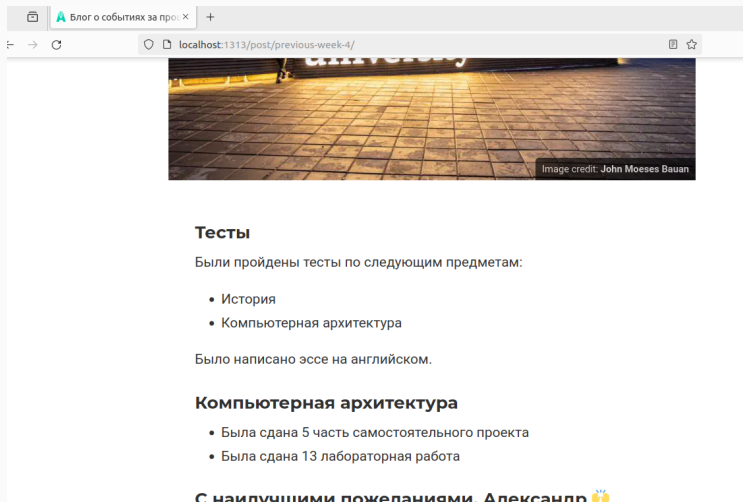 Блог о событиях за про
localhost:1313/post/previous-week-4/
university
Image credit: John Moeses Bauan
Тесты
Были пройдены тесты по следующим предметам:
История
Компьютерная архитектура
Было написано эссе на английском.
Компьютерная архитектура
Была сдана 5 часть самостоятельного проекта
Была сдана 13 лабораторная работа
С наилучшими пожеланиями, Александр